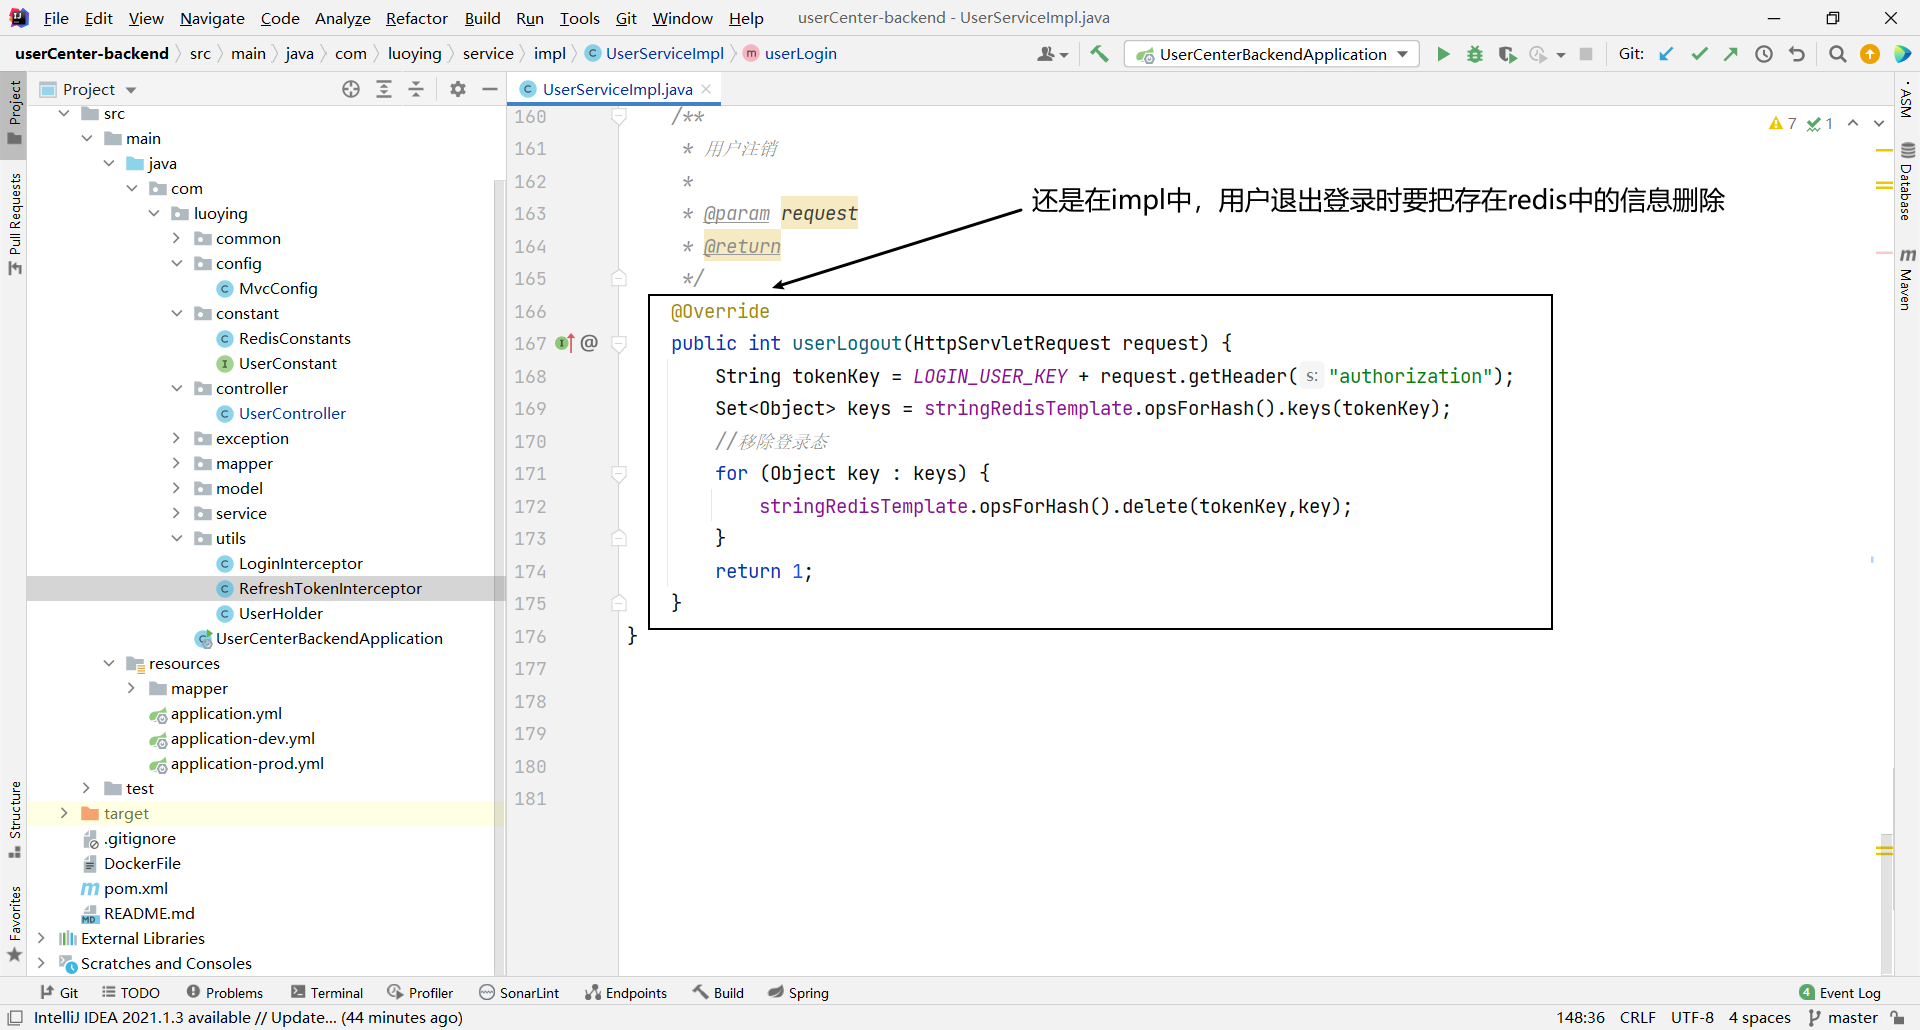 File Edit View Navigate Code Analyze Refactor Build Run Tools Git Window Help userCenter-backend - UserServiceImpl.java
userCenter-backend src main java com luoying service impl UserServiceImpl userLogin UserCenterBackendApplication Git:
Project UserServiceImpl.java
src
main
java
com
luoying
common
config
MvcConfig
constant
RedisConstants
UserConstant
controller
UserController
exception
mapper
model
service
utils
LoginInterceptor
RefreshTokenInterceptor
UserHolder
UserCenterBackendApplication
resources
mapper
application.yml
application-dev.yml
application-prod.yml
test
target
.gitignore
DockerFile
pom.xml
README.md
External Libraries
Scratches and Consoles
Project
Pull Requests
Structure
Favorites
7 1
160 /**
161 * 用户注销
162 *
163 * @param request
164 * @return
165 */
166 @Override
167 @ public int userLogout(HttpServletRequest request) {
168 String tokenKey = LOGIN_USER_KEY + request.getHeader( s: "authorization");
169 Set<Object> keys = stringRedisTemplate.opsForHash().keys(tokenKey);
170 //移除登录态
171 for (Object key : keys) {
172 stringRedisTemplate.opsForHash().delete(tokenKey,key);
173 }
174 return 1;
175 }
176 }
177
178
179
180
181
还是在impl中，用户退出登录时要把存在redis中的信息删除
ASM
Database
Maven
Git TODO Problems Terminal Profiler SonarLint Endpoints Build Spring 4 Event Log
IntelliJ IDEA 2021.1.3 available // Update... (44 minutes ago) 148:36 CRLF UTF-8 4 spaces master